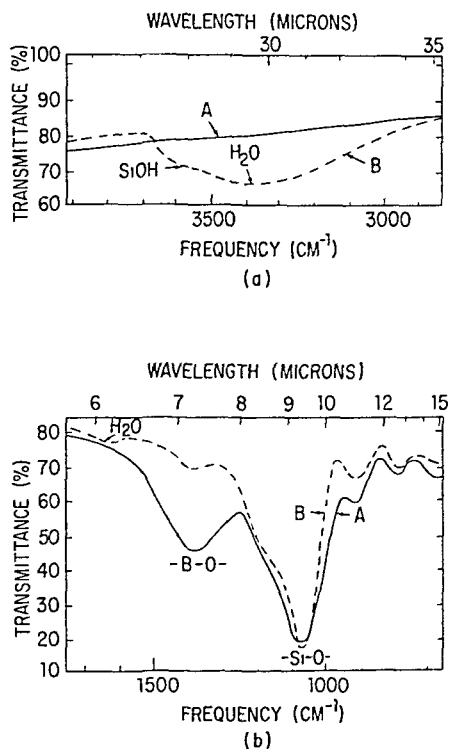 WAVELENGTH (MICRONS)
30 35
TRANSMITTANCE (%)
100
90
80
80
70
60
A
H2O
SiOH
B
3500 3000
FREQUENCY (CM⁻¹)
(a)
WAVELENGTH (MICRONS)
6 7 8 9 10 12 15
TRANSMITTANCE (%)
80
70
60
50
40
30
20
10
H2O
B A
-B-O-
-Si-O-
1500 1000
FREQUENCY (CM⁻¹)
(b)